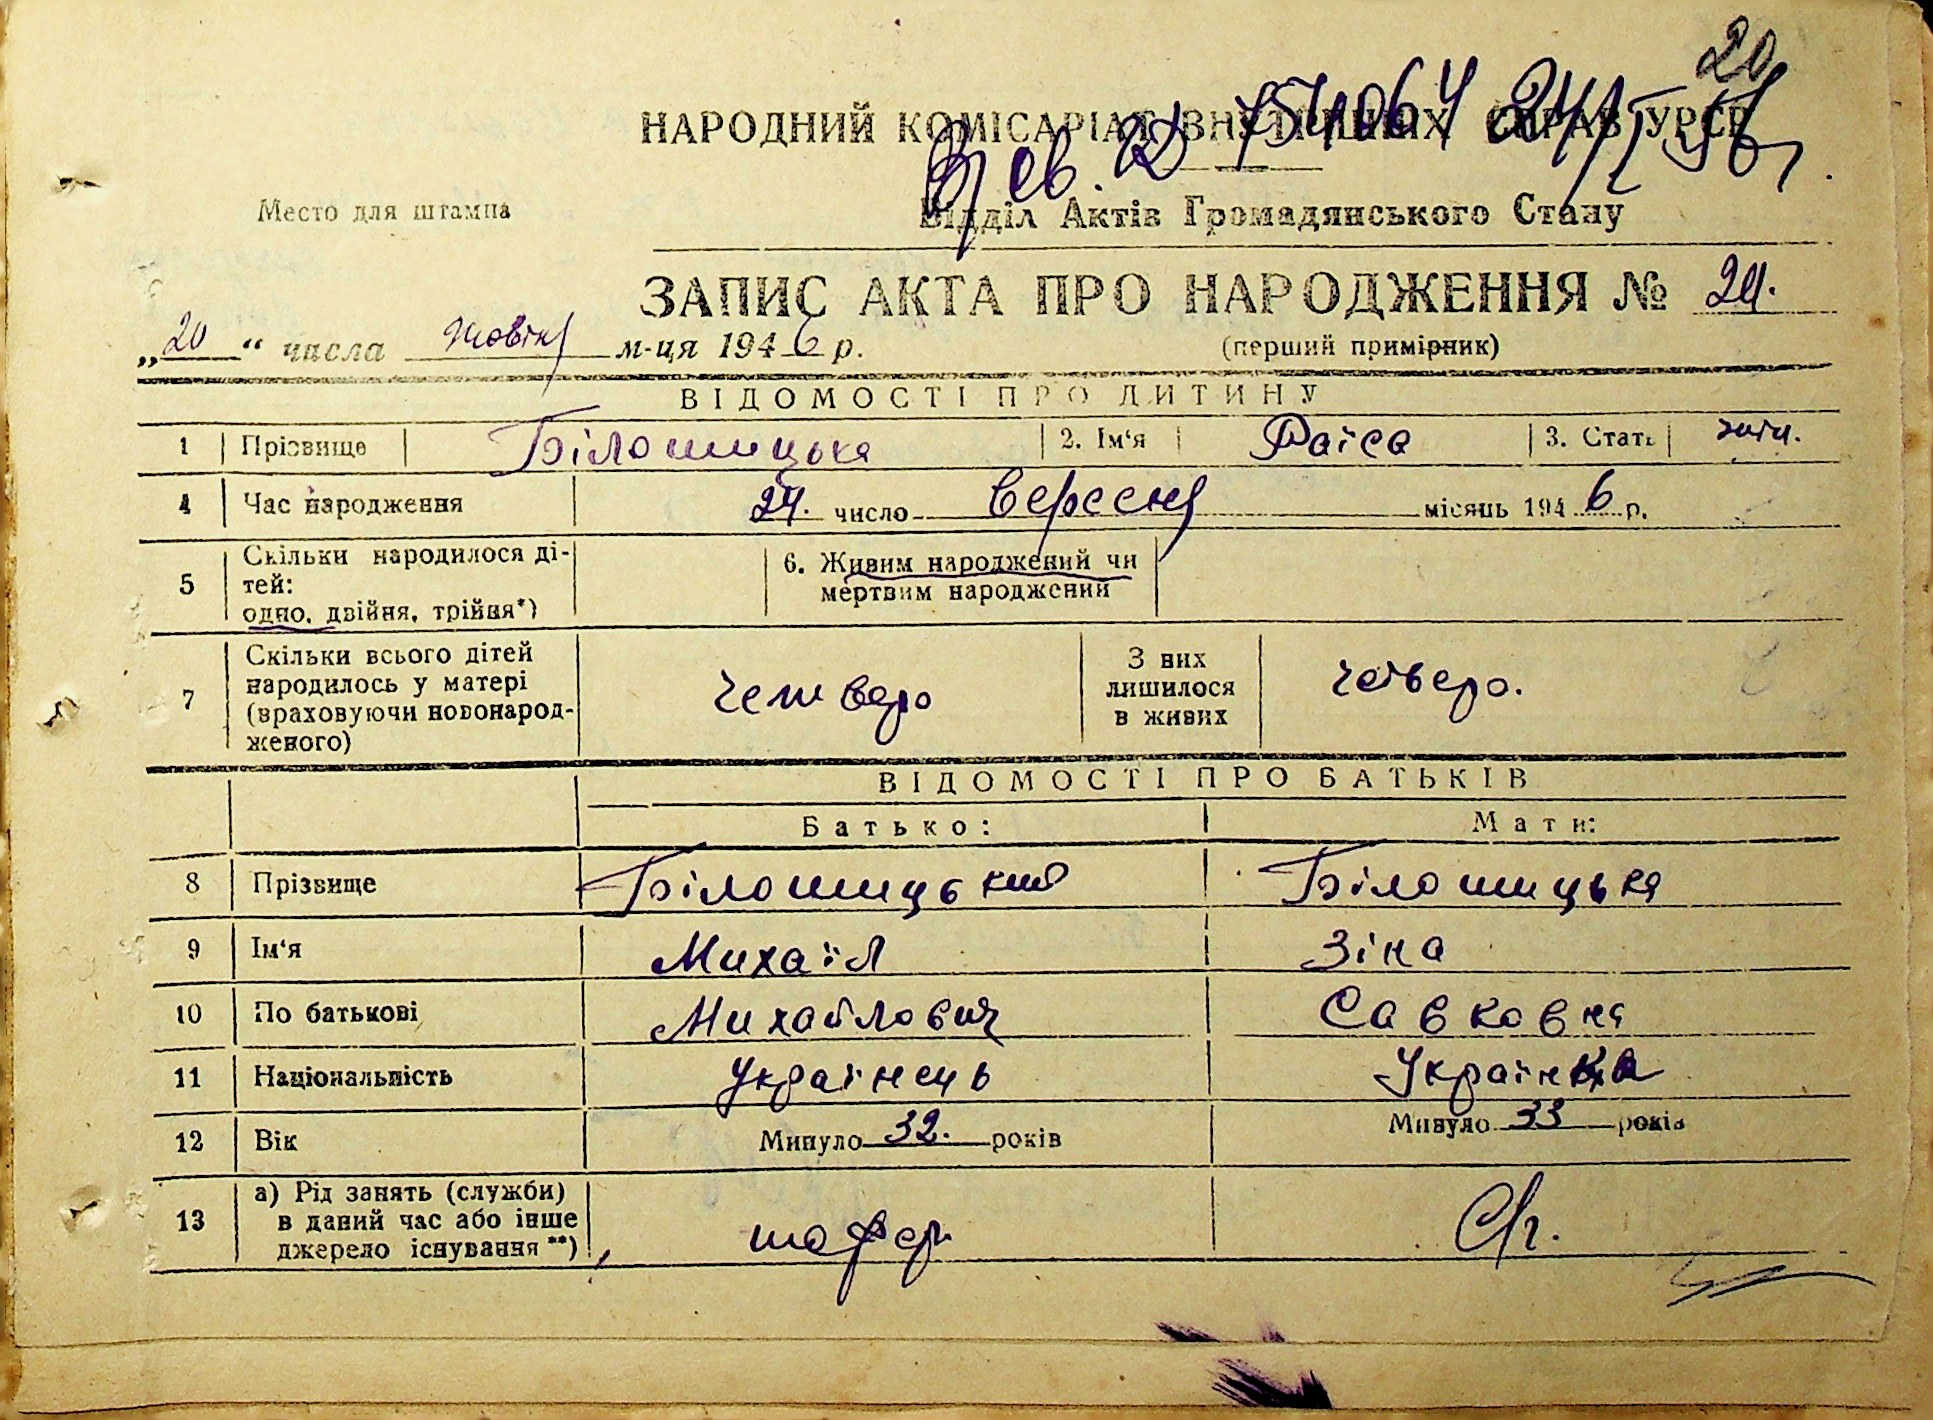 20
НАРОДНИЙ КОМІСАРІАТ ВНУТРІШНІХ СПРАВ УРСР
Место для штампа
Відділ Актів Громадянського Стану
ЗАПИС АКТА ПРО НАРОДЖЕННЯ № 24.
„20“ числа жовтня м-ця 1946 р.
(перший примірник)
ВІДОМОСТІ ПРО ДИТИНУ
1 Прізвище Білошицька 2. Ім‘я Раїса 3. Стать жін.
4 Час народження 24. число вересня місяць 1946 р.
5 Скільки народилося ді-
тей:
одно, двійня, трійня*)
6. Живим народжений чи
мертвим народжений
7 Скільки всього дітей
народилось у матері
(враховуючи новонарод-
женого)
четверо
З них
лишилося
в живих
четверо.
ВІДОМОСТІ ПРО БАТЬКІВ
Батько: Мати:
8 Прізвище Білошицький Білошицька
9 Ім‘я Михаїл Зіна
10 По батькові Михайлович Савковна
11 Національність Українець Українка
12 Вік Минуло 32. років Минуло 33 років
13 а) Рід занять (служби)
в даний час або інше
джерело існування **)
шофер